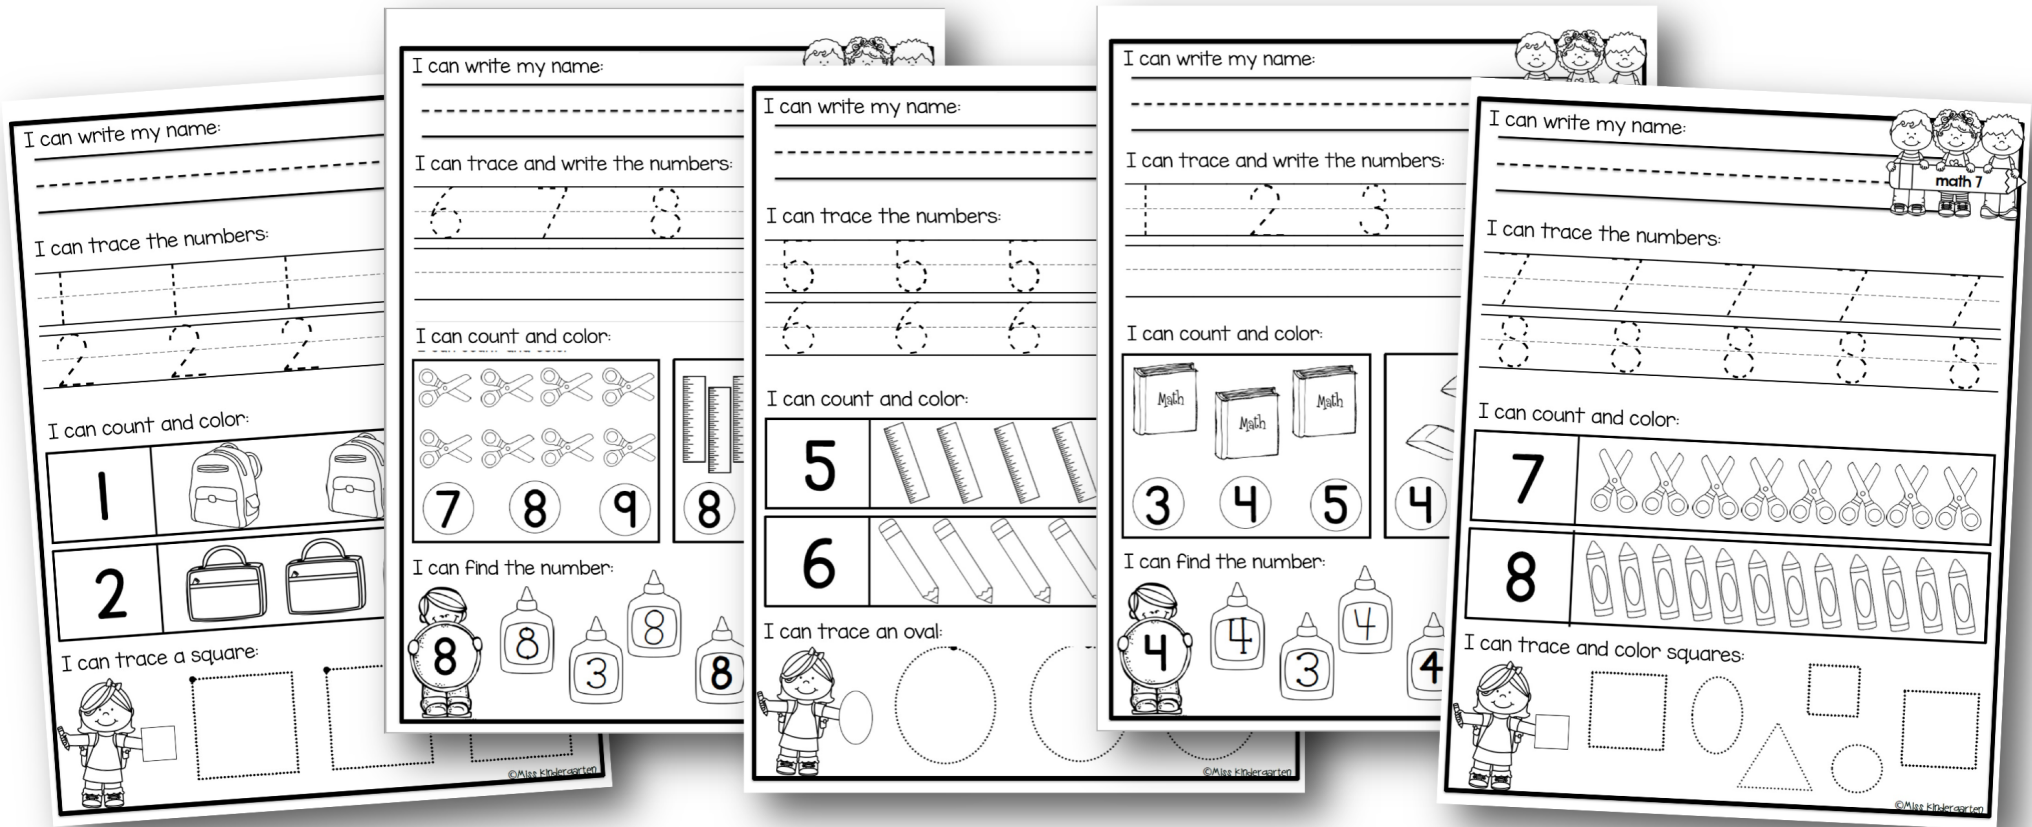 I can write my name:
I can trace the numbers:
1 1 1
2 2 2
I can count and color:
1
2
I can trace a square:
©Miss Kindergarten
I can write my name:
I can trace and write the numbers:
6 7 8
I can count and color:
7 8 9
8
I can find the number:
8 8 3 8 8
I can write my name:
I can trace the numbers:
5 5 5
6 6 6
I can count and color:
5
6
I can trace an oval:
©Miss Kindergarten
I can write my name:
I can trace and write the numbers:
1 2 3
I can count and color:
Math
Math
Math
3 4 5
4
I can find the number:
4 4 3 4 4
I can write my name:
math 7
I can trace the numbers:
7 7 7 7 7
8 8 8 8 8
I can count and color:
7
8
I can trace and color squares:
©Miss Kindergarten